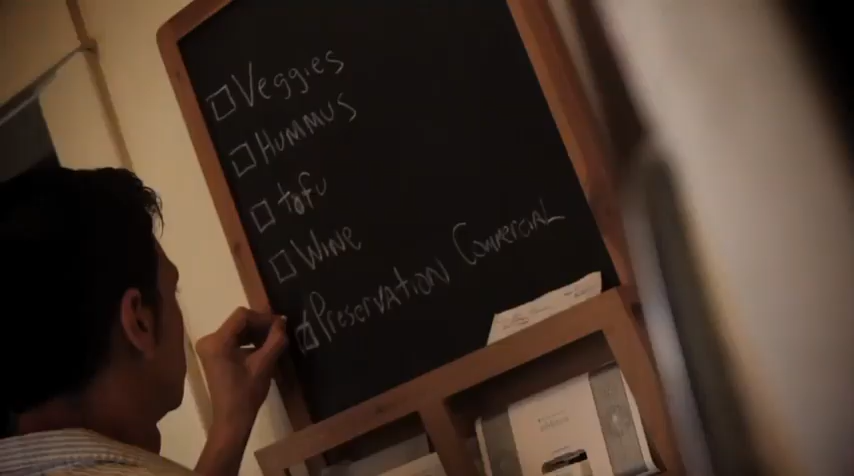 Veggies
Hummus
tofu
Wine
Preservation Commercial